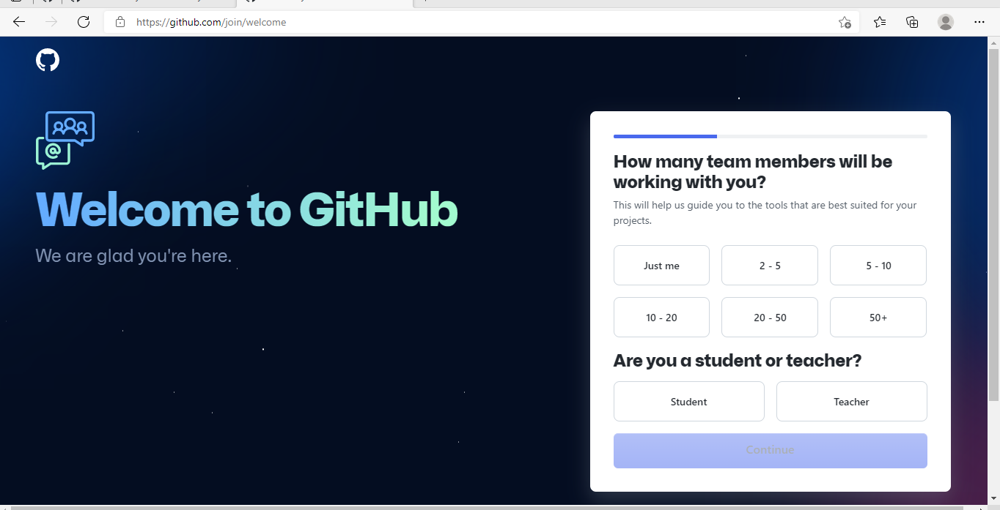 https://github.com/join/welcome
@
Welcome to GitHub
We are glad you're here.
How many team members will be
working with you?
This will help us guide you to the tools that are best suited for your
projects.
Just me
2 - 5
5 - 10
10 - 20
20 - 50
50+
Are you a student or teacher?
Student
Teacher
Continue